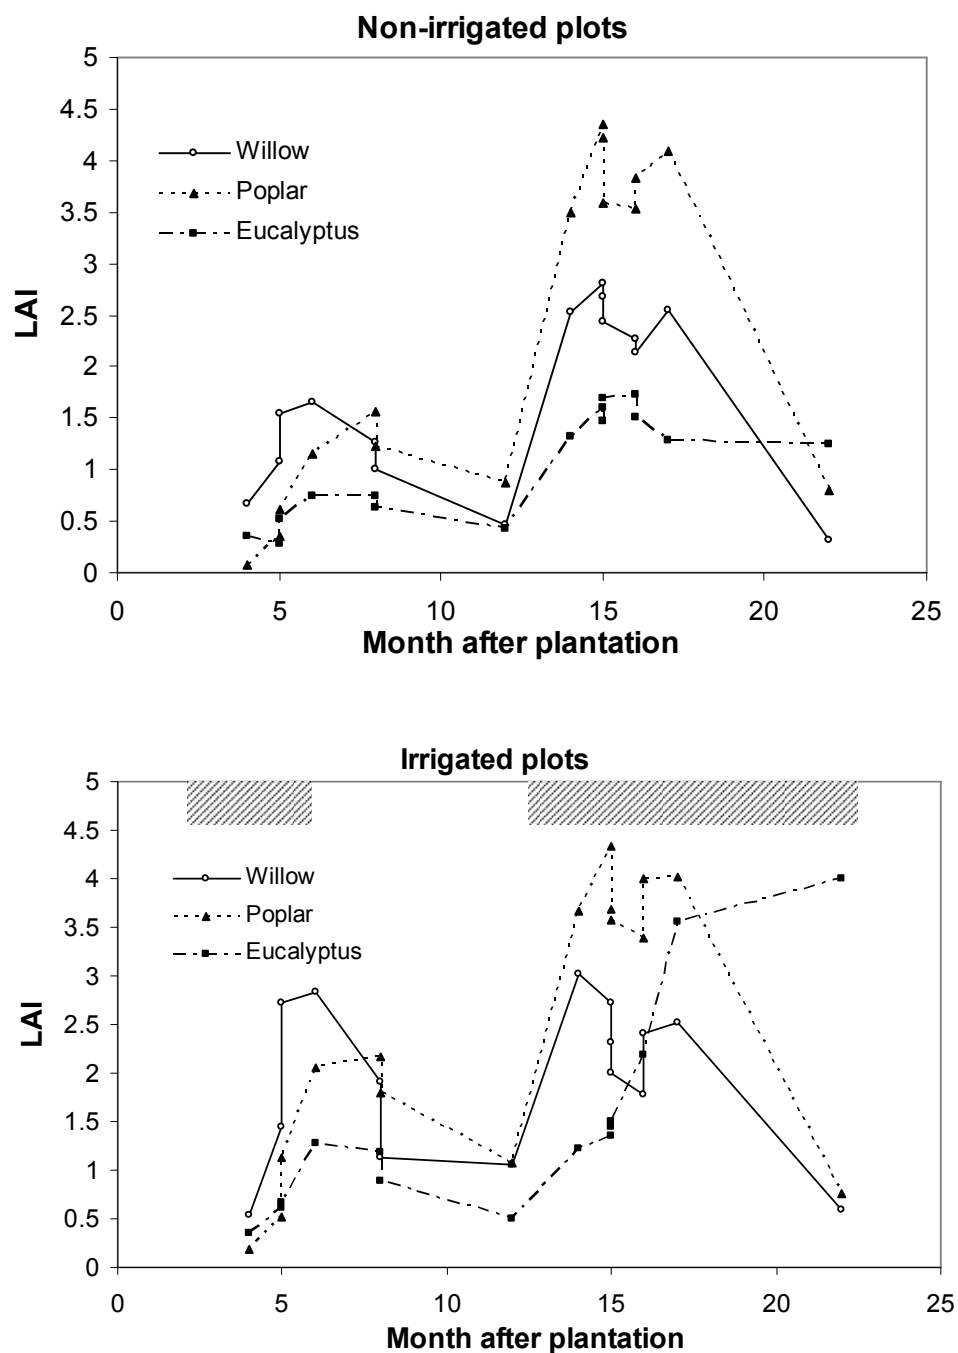 Non-irrigated plots
5
4.5
4
3.5
3
2.5
2
1.5
1
0.5
0
LAI
Willow
Poplar
Eucalyptus
0 5 10 15 20 25
Month after plantation
Irrigated plots
5
4.5
4
3.5
3
2.5
2
1.5
1
0.5
0
LAI
Willow
Poplar
Eucalyptus
0 5 10 15 20 25
Month after plantation